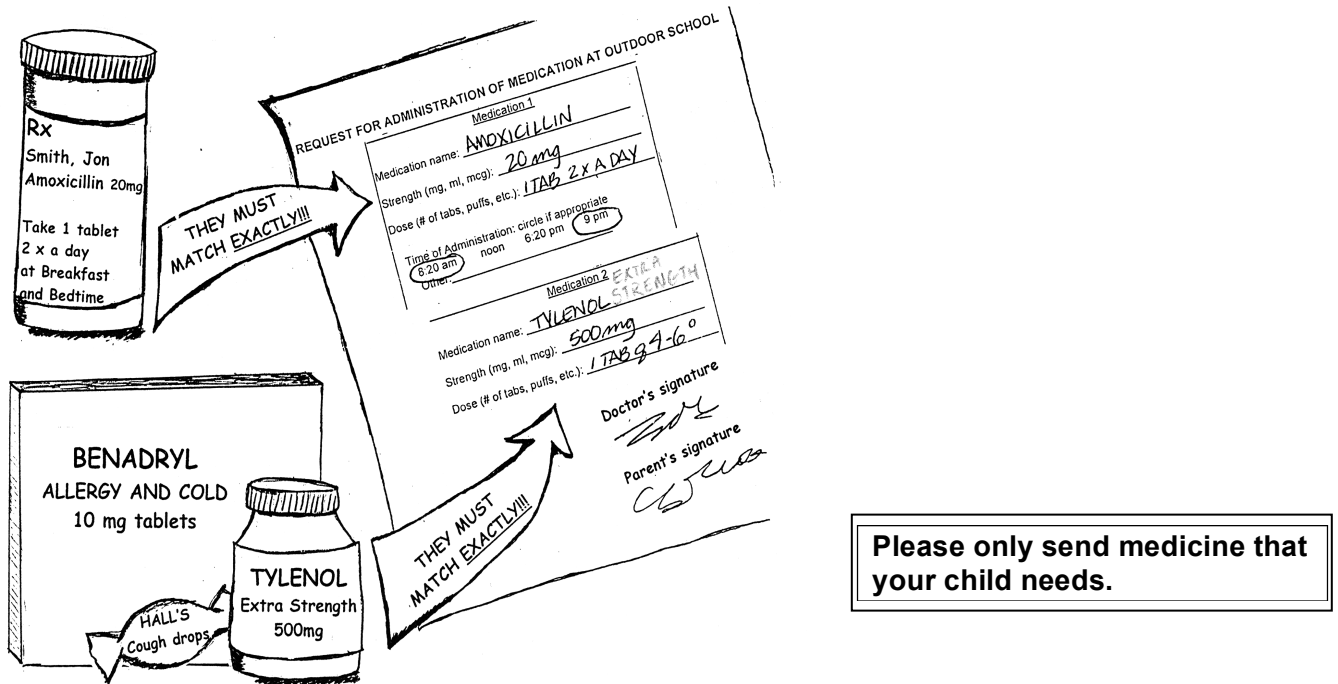 Rx
Smith, Jon
Amoxicillin 20mg
Take 1 tablet
2 x a day
at Breakfast
and Bedtime
THEY MUST
MATCH EXACTLY!!!
REQUEST FOR ADMINISTRATION OF MEDICATION AT OUTDOOR SCHOOL
Medication 1
Medication name: AMOXICILLIN
Strength (mg, ml, mcg): 20 mg
Dose (# of tabs, puffs, etc.): 1 TAB 2 x A DAY
Time of Administration: circle if appropriate
8:20 am noon 6:20 pm 9 pm
Other:
Medication 2
Medication name: TYLENOL EXTRA STRENGTH
Strength (mg, ml, mcg): 500 mg
Dose (# of tabs, puffs, etc.): 1 TAB q 4-6°
Doctor's signature
Parent's signature
BENADRYL
ALLERGY AND COLD
10 mg tablets
HALL'S
Cough drops
TYLENOL
Extra Strength
500mg
THEY MUST
MATCH EXACTLY!!!
Please only send medicine that
your child needs.